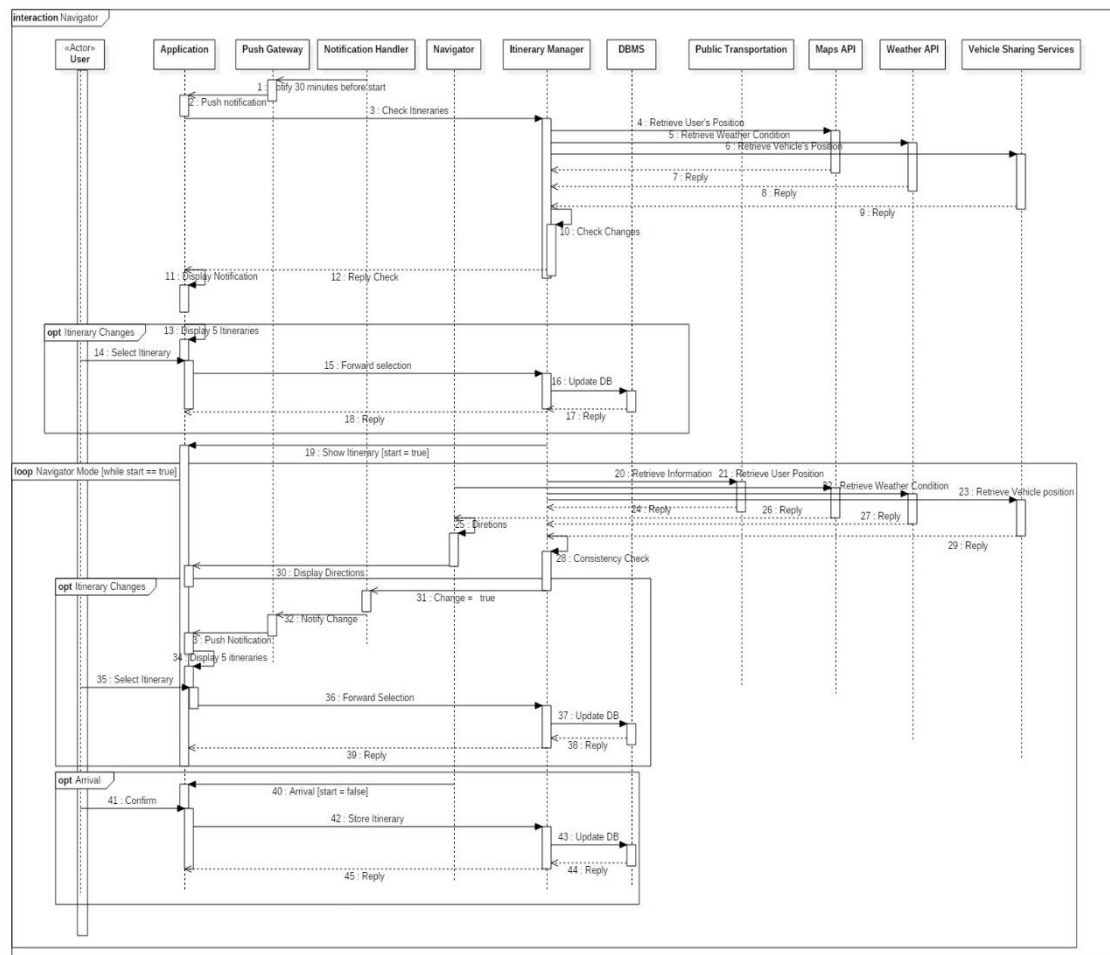 interaction Navigator
«Actor»
User
Application
Push Gateway
Notification Handler
Navigator
Itinerary Manager
DBMS
Public Transportation
Maps API
Weather API
Vehicle Sharing Services
1 : Notify 30 minutes before start
2 : Push notification
3 : Check Itineraries
4 : Retrieve User's Position
5 : Retrieve Weather Condition
6 : Retrieve Vehicle's Position
7 : Reply
8 : Reply
9 : Reply
10 : Check Changes
11 : Display Notification
12 : Reply Check
opt Itinerary Changes
13 : Display 5 Itineraries
14 : Select Itinerary
15 : Forward selection
16 : Update DB
17 : Reply
18 : Reply
19 : Show Itinerary [start = true]
loop Navigator Mode [while start == true]
20 : Retrieve Information
21 : Retrieve User Position
22 : Retrieve Weather Condition
23 : Retrieve Vehicle position
24 : Reply
25 : Diretions
26 : Reply
27 : Reply
28 : Consistency Check
29 : Reply
30 : Display Directions
opt Itinerary Changes
31 : Change = true
32 : Notify Change
3 : Push Notification
34 : Display 5 itineraries
35 : Select Itinerary
36 : Forward Selection
37 : Update DB
38 : Reply
39 : Reply
opt Arrival
40 : Arrival [start = false]
41 : Confirm
42 : Store Itinerary
43 : Update DB
44 : Reply
45 : Reply